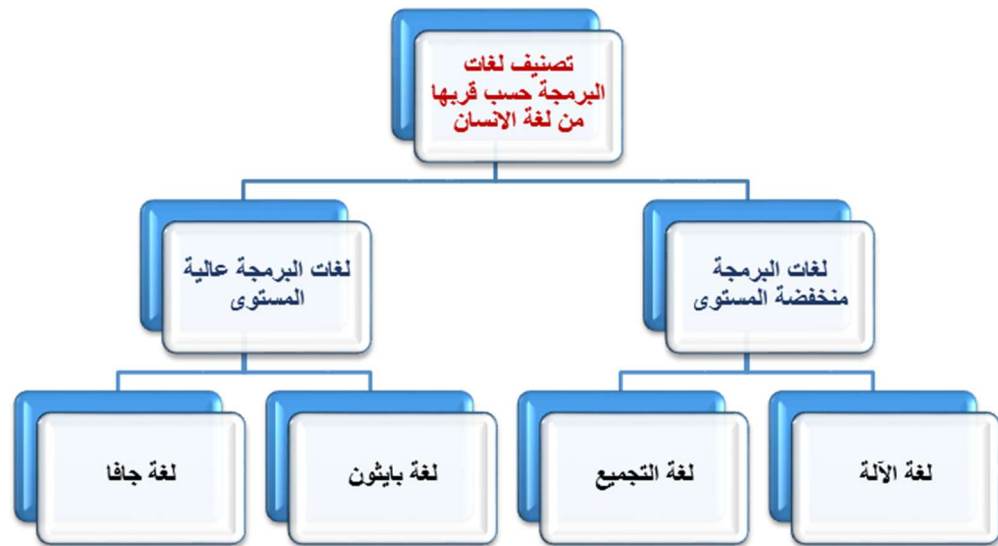 تصنيف لغات
البرمجة حسب قربها
من لغة الانسان
لغات البرمجة
منخفضة المستوى
لغات البرمجة عالية
المستوى
لغة الآلة
لغة التجميع
لغة بايثون
لغة جافا